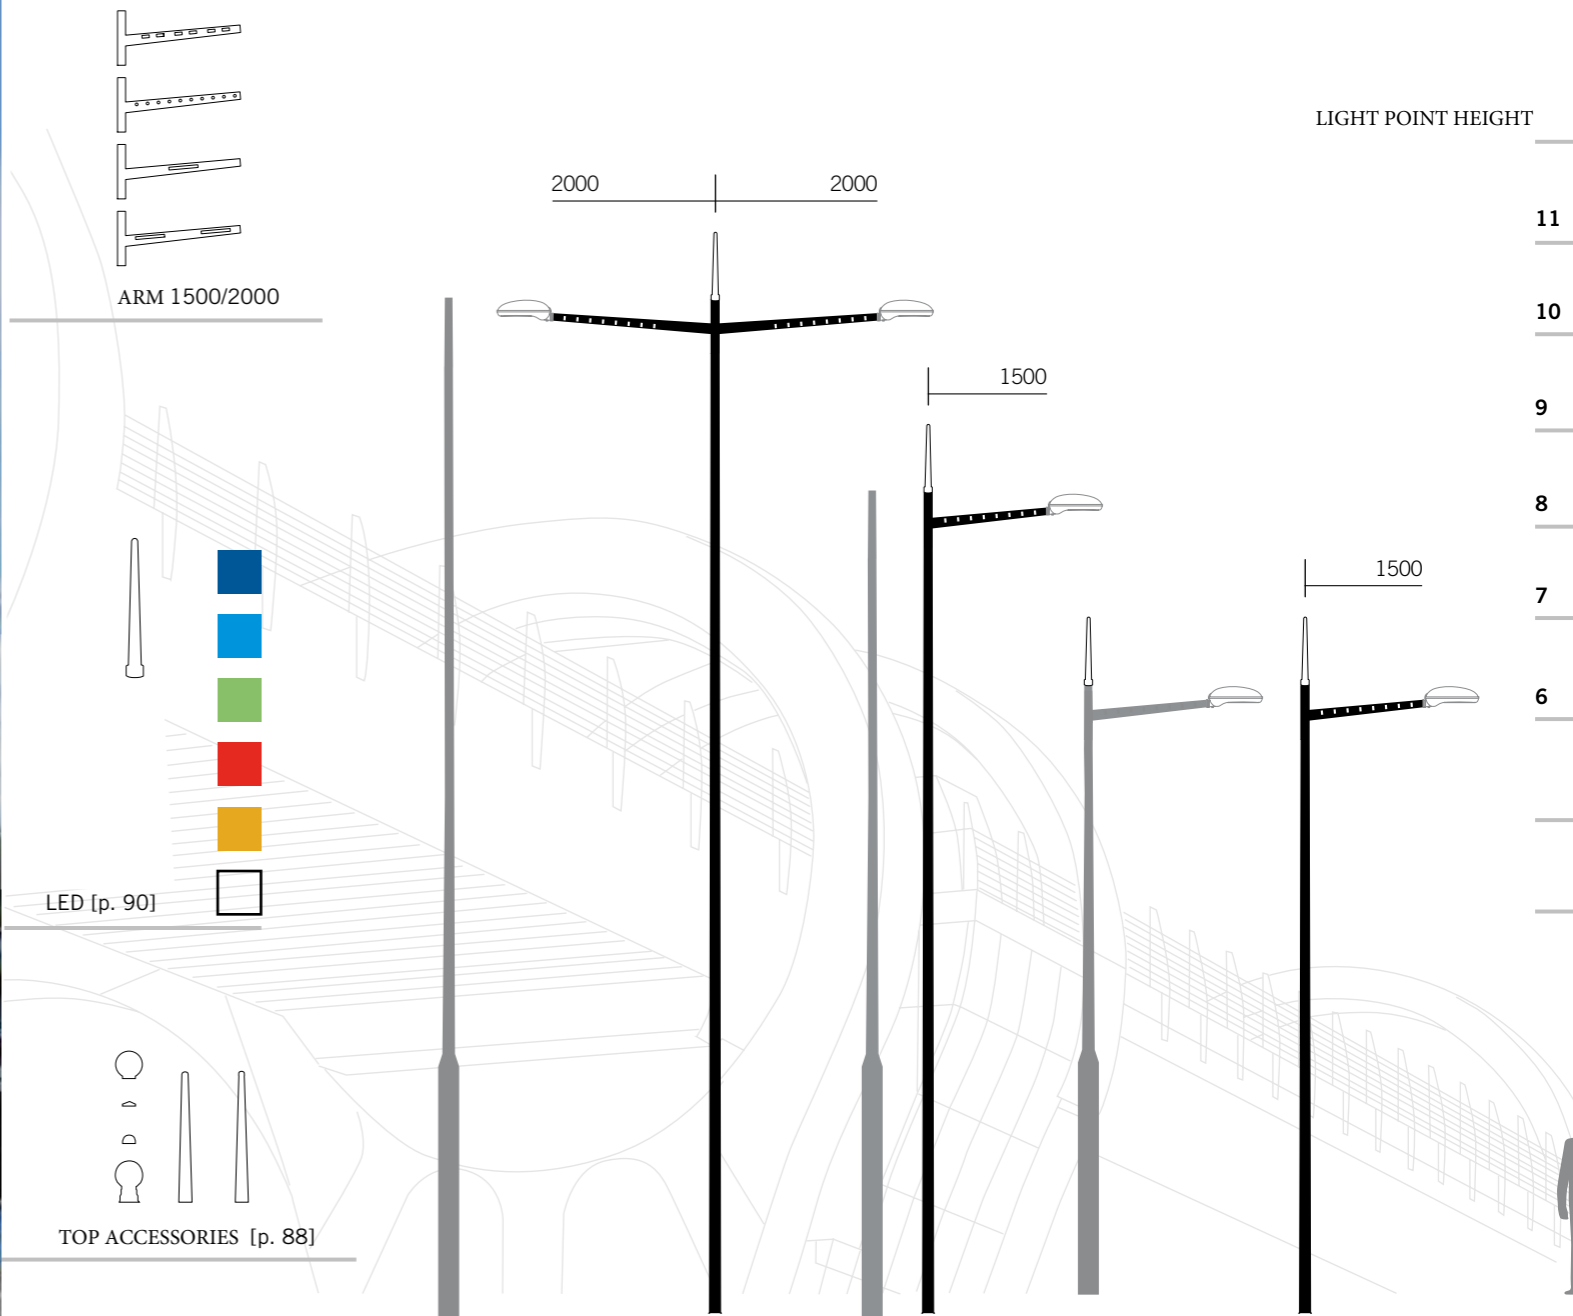 ARM 1500/2000
LED [p. 90]
TOP ACCESSORIES [p. 88]
2000 2000
1500
1500
LIGHT POINT HEIGHT
11
10
9
8
7
6